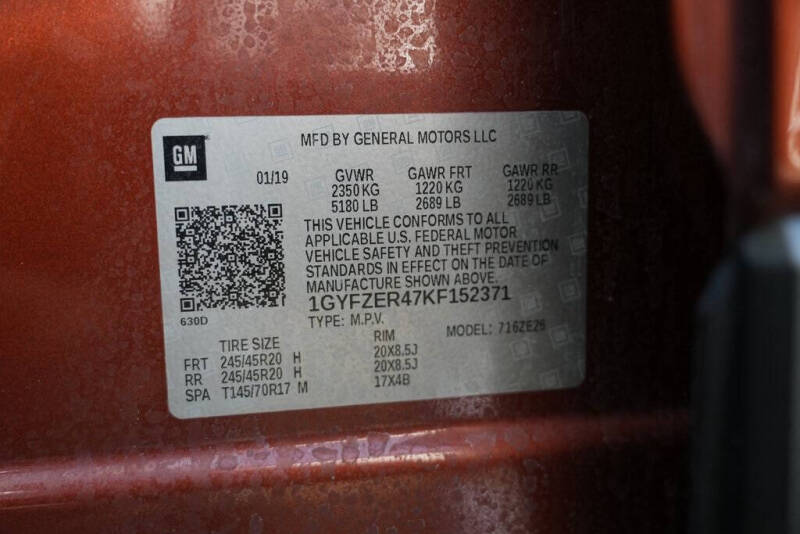 GM
MFD BY GENERAL MOTORS LLC
01/19 GVWR GAWR FRT GAWR RR
2350 KG 1220 KG 1220 KG
5180 LB 2689 LB 2689 LB
THIS VEHICLE CONFORMS TO ALL
APPLICABLE U.S. FEDERAL MOTOR
VEHICLE SAFETY AND THEFT PREVENTION
STANDARDS IN EFFECT ON THE DATE OF
MANUFACTURE SHOWN ABOVE.
1GYFZER47KF152371
630D
TYPE: M.P.V. MODEL: 716ZE26
TIRE SIZE RIM
FRT 245/45R20 H 20X8.5J
RR 245/45R20 H 20X8.5J
SPA T145/70R17 M 17X4B